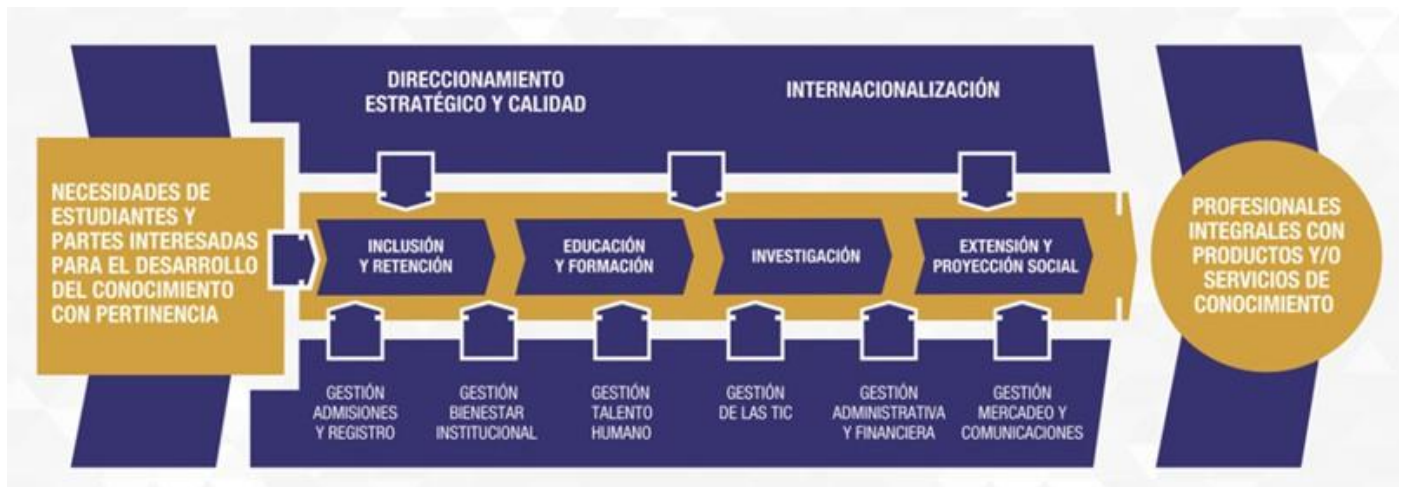 DIRECCIONAMIENTO
ESTRATÉGICO Y CALIDAD
INTERNACIONALIZACIÓN
NECESIDADES DE
ESTUDIANTES Y
PARTES INTERESADAS
PARA EL DESARROLLO
DEL CONOCIMIENTO
CON PERTINENCIA
INCLUSIÓN
Y RETENCIÓN
EDUCACIÓN
Y FORMACIÓN
INVESTIGACIÓN
EXTENSIÓN Y
PROYECCIÓN SOCIAL
PROFESIONALES
INTEGRALES CON
PRODUCTOS Y/O
SERVICIOS DE
CONOCIMIENTO
GESTIÓN
ADMISIONES
Y REGISTRO
GESTIÓN
BIENESTAR
INSTITUCIONAL
GESTIÓN
TALENTO
HUMANO
GESTIÓN
DE LAS TIC
GESTIÓN
ADMINISTRATIVA
Y FINANCIERA
GESTIÓN
MERCADEO Y
COMUNICACIONES